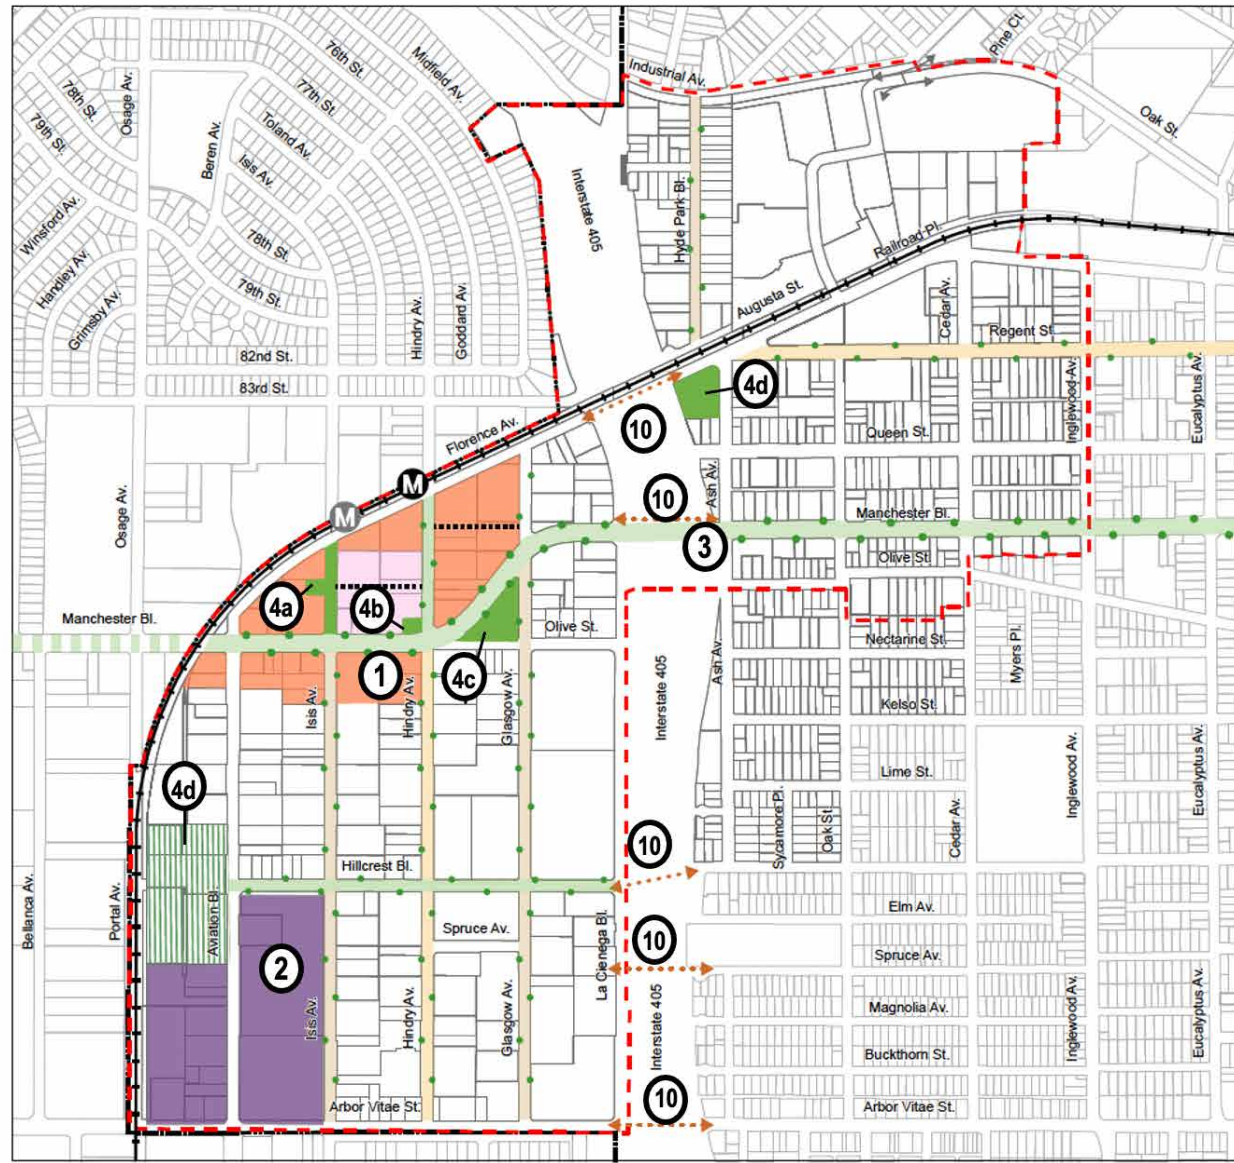 Pine Ct.
76th St.
Midfield Av.
Industrial Av.
Osage Av.
78th St.
77th St.
Oak St.
79th St.
Beren Av.
Toland Av.
Isis Av.
Interstate 405
Hyde Park Bl.
Winsford Av.
78th St.
Railroad Pl.
Handley Av.
79th St.
Augusta St.
Grimsby Av.
Hindry Av.
Goddard Av.
Cedar Av.
Regent St
82nd St.
83rd St.
4d
Inglewood Av.
Eucalyptus Av.
Florence Av.
10
Queen St.
M
Ash Av.
Osage Av.
M
10
Manchester Bl.
3
Olive St.
4a
4b
Manchester Bl.
Olive St.
Nectarine St.
Myers Pl.
1
4c
Ash Av.
Isis Av.
Hindry Av.
Glasgow Av.
Interstate 405
Kelso St.
4d
Lime St.
Inglewood Av.
Eucalyptus Av.
Sycamore Pl.
Oak St.
Cedar Av.
10
Hillcrest Bl.
Bellanca Av.
Portal Av.
Aviation Bl.
Elm Av.
Spruce Av.
10
La Cienega Bl.
Spruce Av.
2
Isis Av.
Hindry Av.
Glasgow Av.
Interstate 405
Magnolia Av.
Inglewood Av.
Eucalyptus Av.
Buckthorn St.
Arbor Vitae St.
10
Arbor Vitae St.